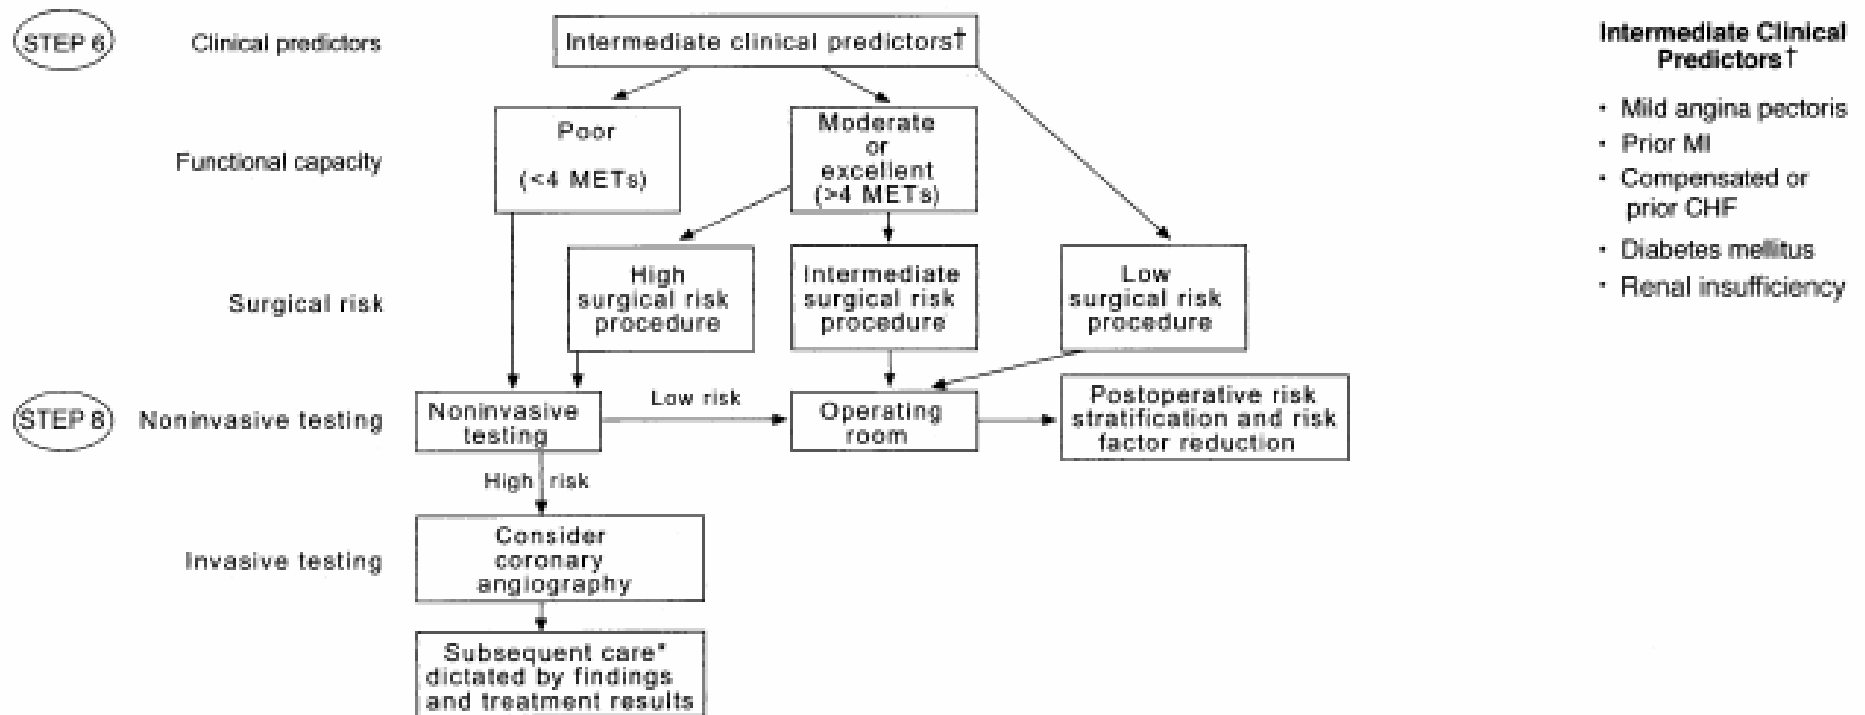 STEP 6
Clinical predictors
Intermediate clinical predictors†
Intermediate Clinical
Predictors†
• Mild angina pectoris
• Prior MI
• Compensated or
prior CHF
• Diabetes mellitus
• Renal insufficiency
Functional capacity
Poor
(<4 METs)
Moderate
or
excellent
(>4 METs)
Surgical risk
High
surgical risk
procedure
Intermediate
surgical risk
procedure
Low
surgical risk
procedure
STEP 8
Noninvasive testing
Noninvasive
testing
Low risk
Operating
room
Postoperative risk
stratification and risk
factor reduction
High risk
Invasive testing
Consider
coronary
angiography
Subsequent care*
dictated by findings
and treatment results